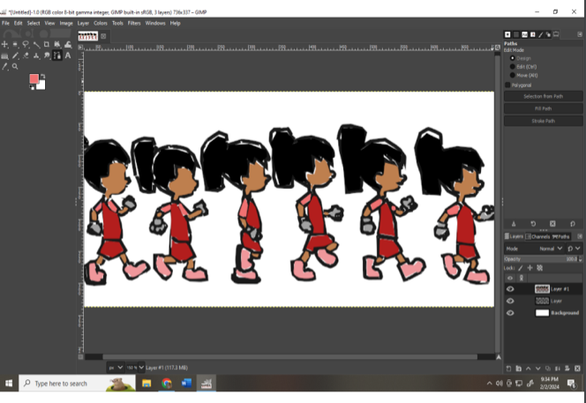 *[Untitled]-1.0 (RGB color 8-bit gamma integer, GIMP built-in sRGB, 3 layers) 736x337 – GIMP
File Edit Select View Image Layer Colors Tools Filters Windows Help
Paths
Edit Mode
Design
Edit (Ctrl)
Move (Alt)
Polygonal
Selection from Path
Fill Path
Stroke Path
Layers Channels Paths
Mode Normal
Opacity 100.0
Lock:
Layer #1
Layer
Background
px 100 % Layer #1 (117.3 MB)
Type here to search
9:34 PM
2/2/2024